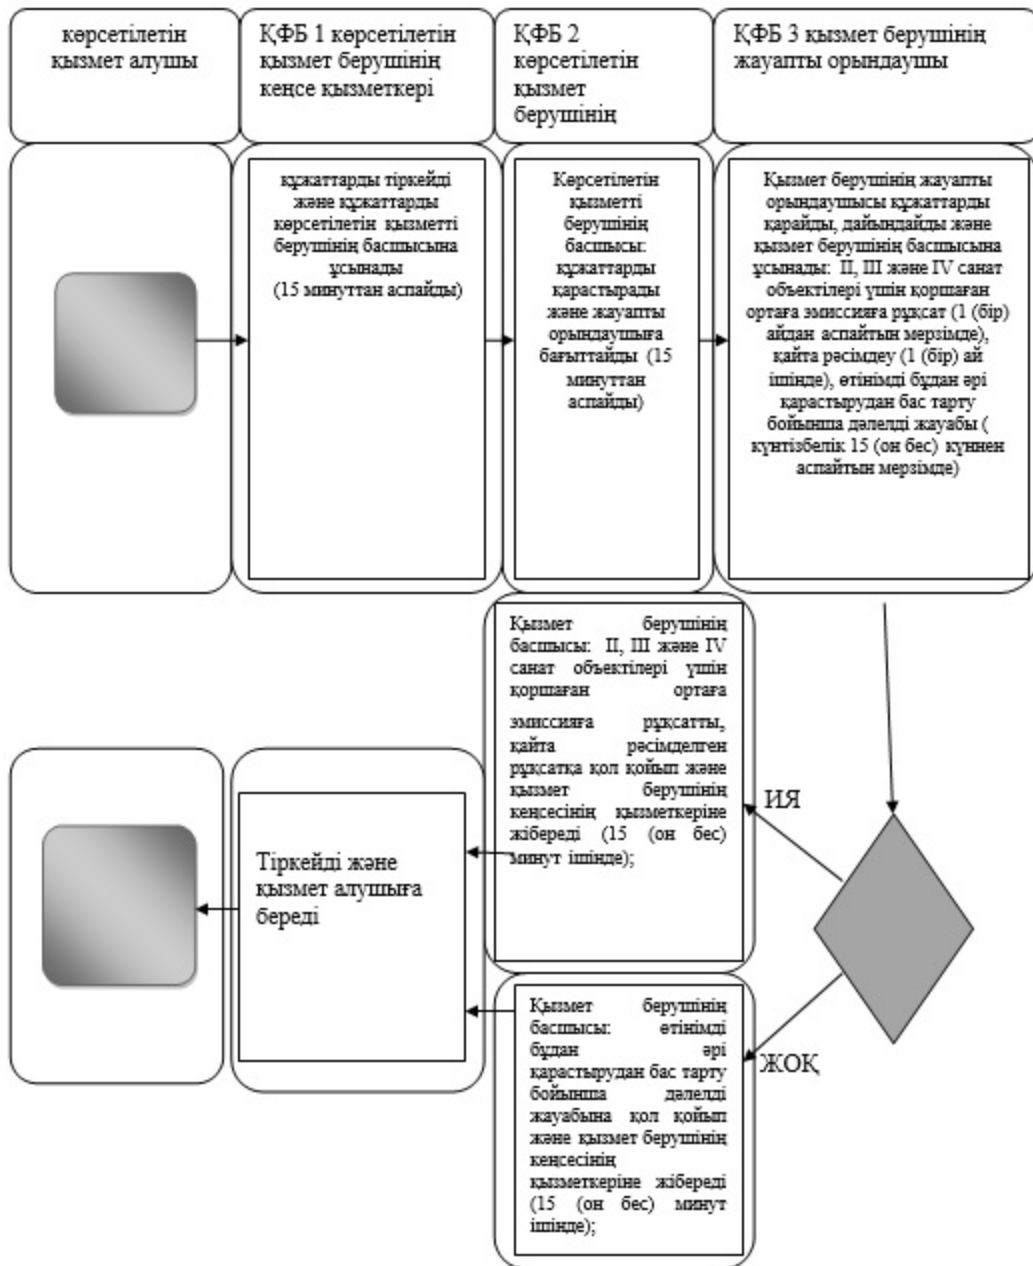 көрсетілетін
қызмет алушы
ҚФБ 1 көрсетілетін
қызмет берушінің
кеңсе қызметкері
ҚФБ 2
көрсетілетін
қызмет
берушінің
ҚФБ 3 қызмет берушінің
жауапты орындаушы
құжаттарды тіркейді
және құжаттарды
көрсетілетін қызметті
берушінің басшысына
ұсынады
(15 минуттан аспайды)
Көрсетілетін
қызметті
берушінің
басшысы:
құжаттарды
қарастырады
және жауапты
орындаушыға
бағыттайды (15
минуттан
аспайды)
Қызмет берушінің жауапты
орындаушысы құжаттарды
қарайды, дайындайды және
қызмет берушінің басшысына
ұсынады: II, III және IV санат
объектілері үшін қоршаған
ортаға эмиссияға рұқсат (1 (бір)
айдан аспайтын мерзімде),
қайта рәсімдеу (1 (бір) ай
ішінде), өтінімді бұдан әрі
қарастырудан бас тарту
бойынша дәлелді жауабы (
күнтізбелік 15 (он бес) күннен
аспайтын мерзімде)
Қызмет берушінің
басшысы: II, III және IV
санат объектілері үшін
қоршаған ортаға
эмиссияға рұқсатты,
қайта рәсімделген
рұқсатқа қол қойып және
қызмет берушінің
кеңсесінің қызметкеріне
жібереді (15 (он бес)
минут ішінде);
ИЯ
Тіркейді және
қызмет алушыға
береді
Қызмет берушінің
басшысы: өтінімді
бұдан әрі
қарастырудан бас тарту
бойынша дәлелді
жауабына қол қойып
және қызмет берушінің
кеңсесінің
қызметкеріне жібереді
(15 (он бес) минут
ішінде);
ЖОҚ